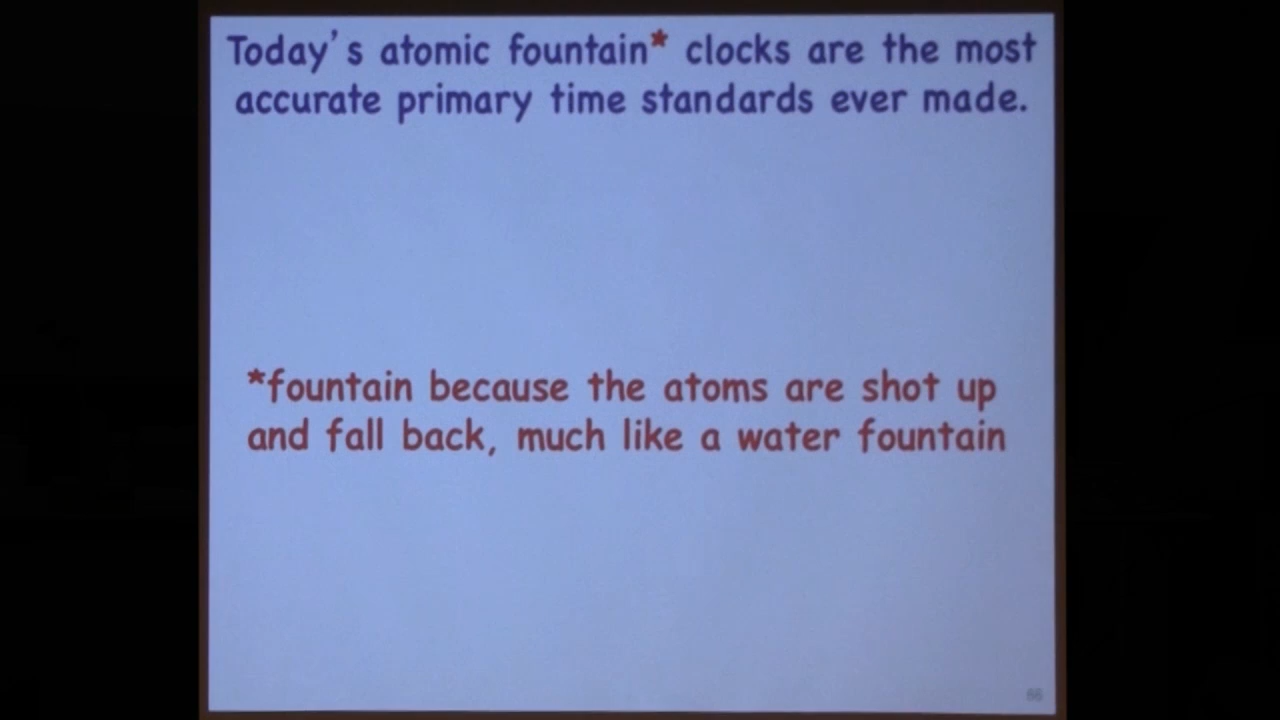 Today's atomic fountain* clocks are the most
accurate primary time standards ever made.
*fountain because the atoms are shot up
and fall back, much like a water fountain
66